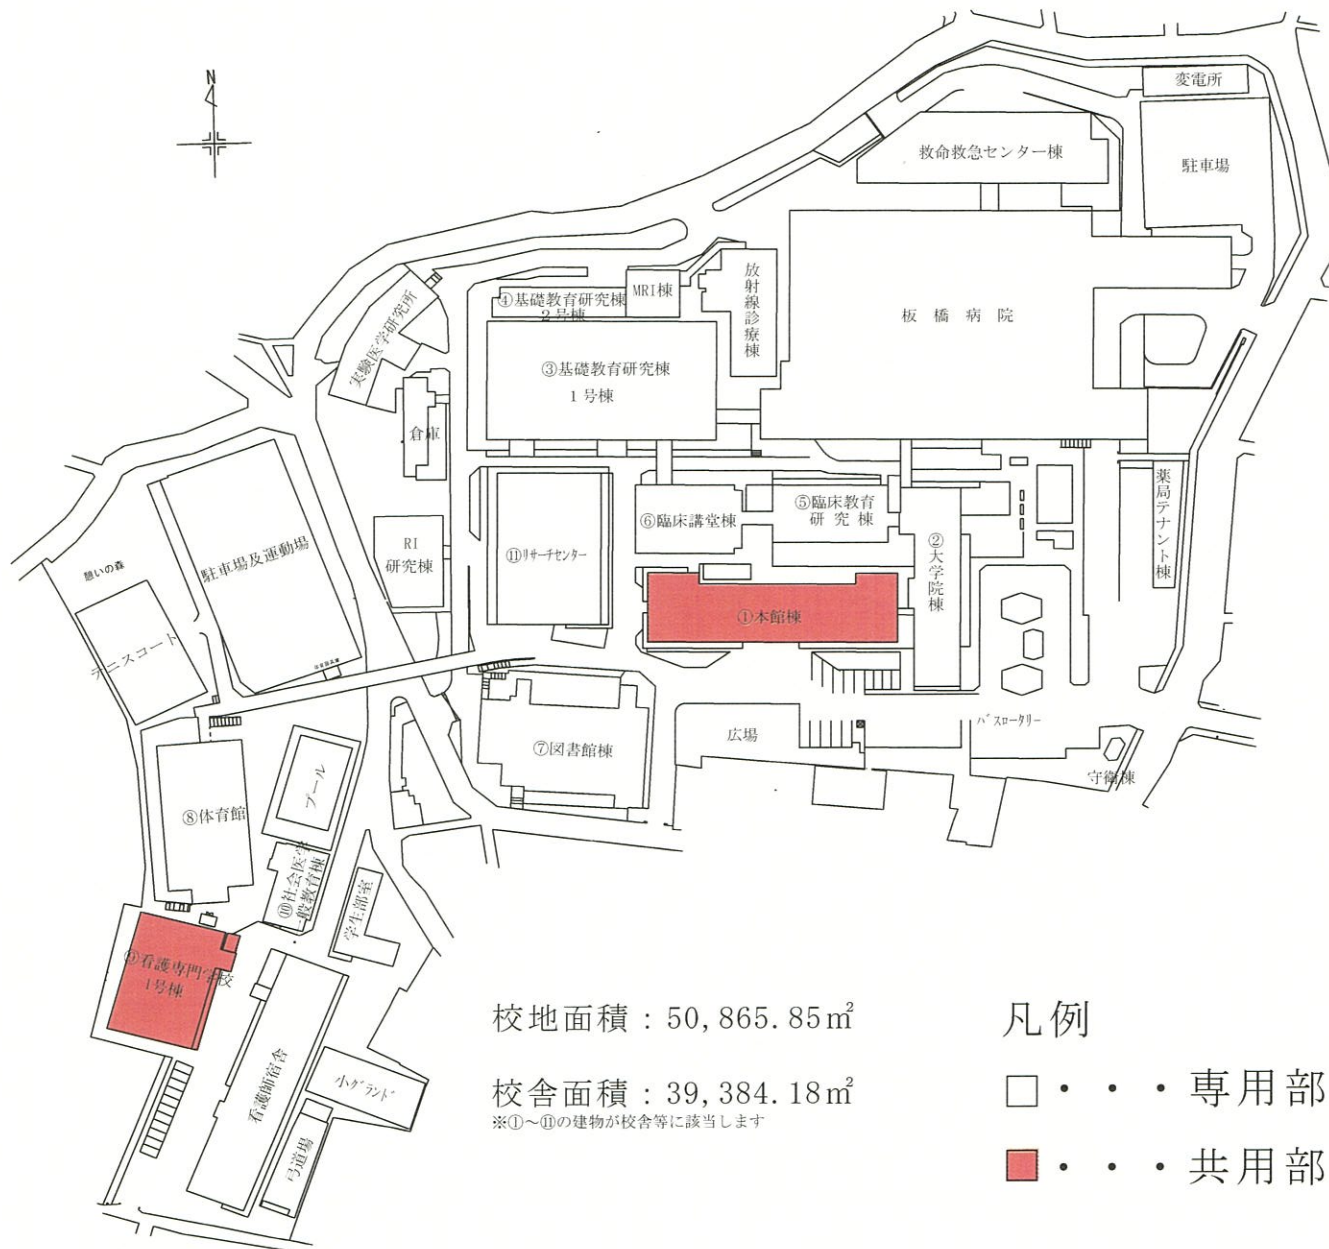 N
変電所
救命救急センター棟
駐車場
放射線診療棟
MRI棟
④基礎教育研究棟
2号棟
板橋病院
実験医学研究所
③基礎教育研究棟
1号棟
倉庫
薬局テナント棟
⑤臨床教育
研究棟
⑥臨床講堂棟
②大学院棟
RI
研究棟
⑪リサーチセンター
駐車場及運動場
憩いの森
テニスコート
①本館棟
バスロータリー
広場
⑦図書館棟
守衛棟
プール
⑧体育館
⑩社会医学
一般教育棟
学生部室
⑨看護専門学校
1号棟
看護師宿舎
小グランド
弓道場
校地面積：50,865.85㎡
校舎面積：39,384.18㎡
※①～⑪の建物が校舎等に該当します
凡例
□・・・専用部
■・・・共用部